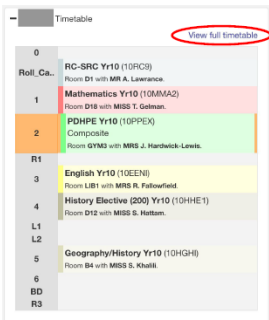 Timetable
View full timetable
0
Roll_Ca..
RC-SRC Yr10 (10RC9)
Room D1 with MR A. Lawrance.
1
Mathematics Yr10 (10MMA2)
Room D18 with MISS T. Gelman.
2
PDHPE Yr10 (10PPEX)
Composite
Room GYM3 with MRS J. Hardwick-Lewis.
R1
3
English Yr10 (10EENI)
Room LIB1 with MRS R. Fallowfield.
4
History Elective (200) Yr10 (10HHE1)
Room D12 with MISS S. Hattam.
L1
L2
5
Geography/History Yr10 (10HGHI)
Room B4 with MISS S. Khalili.
6
BD
R3